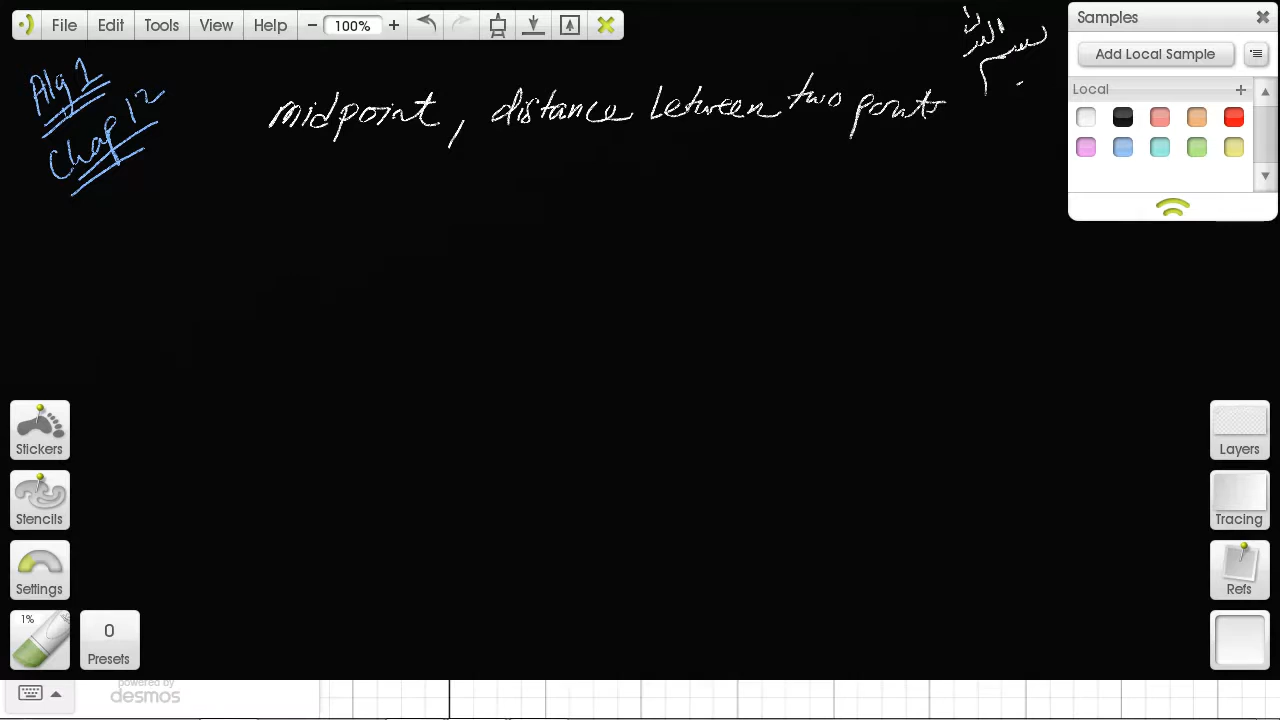 File Edit Tools View Help − 100% +
Samples
Add Local Sample
Local +
Alg 1
Chap 12
midpoint, distance between two points
بسم الله
Stickers
Stencils
Settings
1%
0
Presets
Layers
Tracing
Refs
powered by
desmos